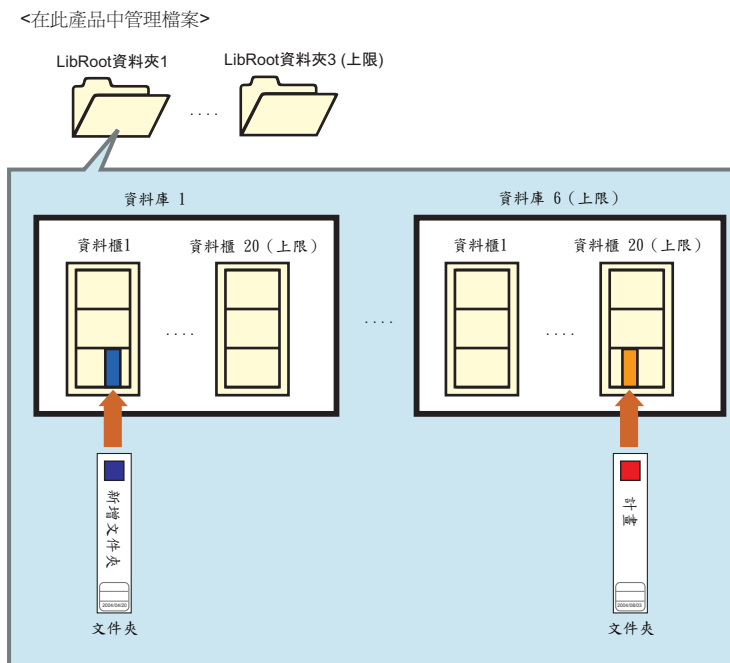 <在此產品中管理檔案>
LibRoot資料夾1
LibRoot資料夾3 (上限)
....
資料庫 1
資料庫 6（上限）
資料櫃1
資料櫃 20（上限）
資料櫃1
資料櫃 20（上限）
....
....
....
新增文件夾
計畫
2004/04/20
2004/08/03
文件夾
文件夾